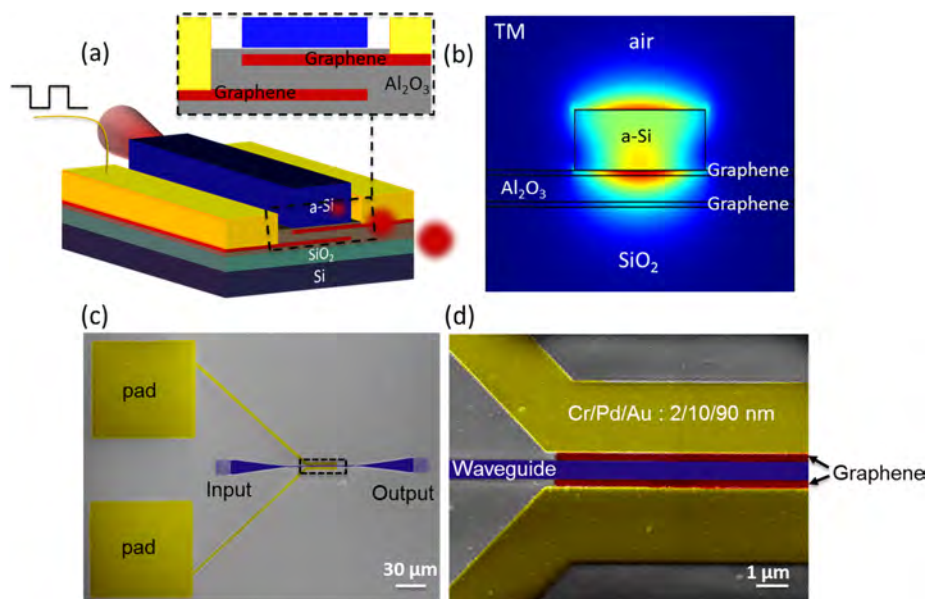 (a)
Graphene
Graphene
Al₂O₃
a-Si
SiO₂
Si
(b)
TM
air
a-Si
Graphene
Al₂O₃
Graphene
SiO₂
(c)
pad
Input
Output
pad
30 µm
(d)
Cr/Pd/Au : 2/10/90 nm
Waveguide
Graphene
1 µm